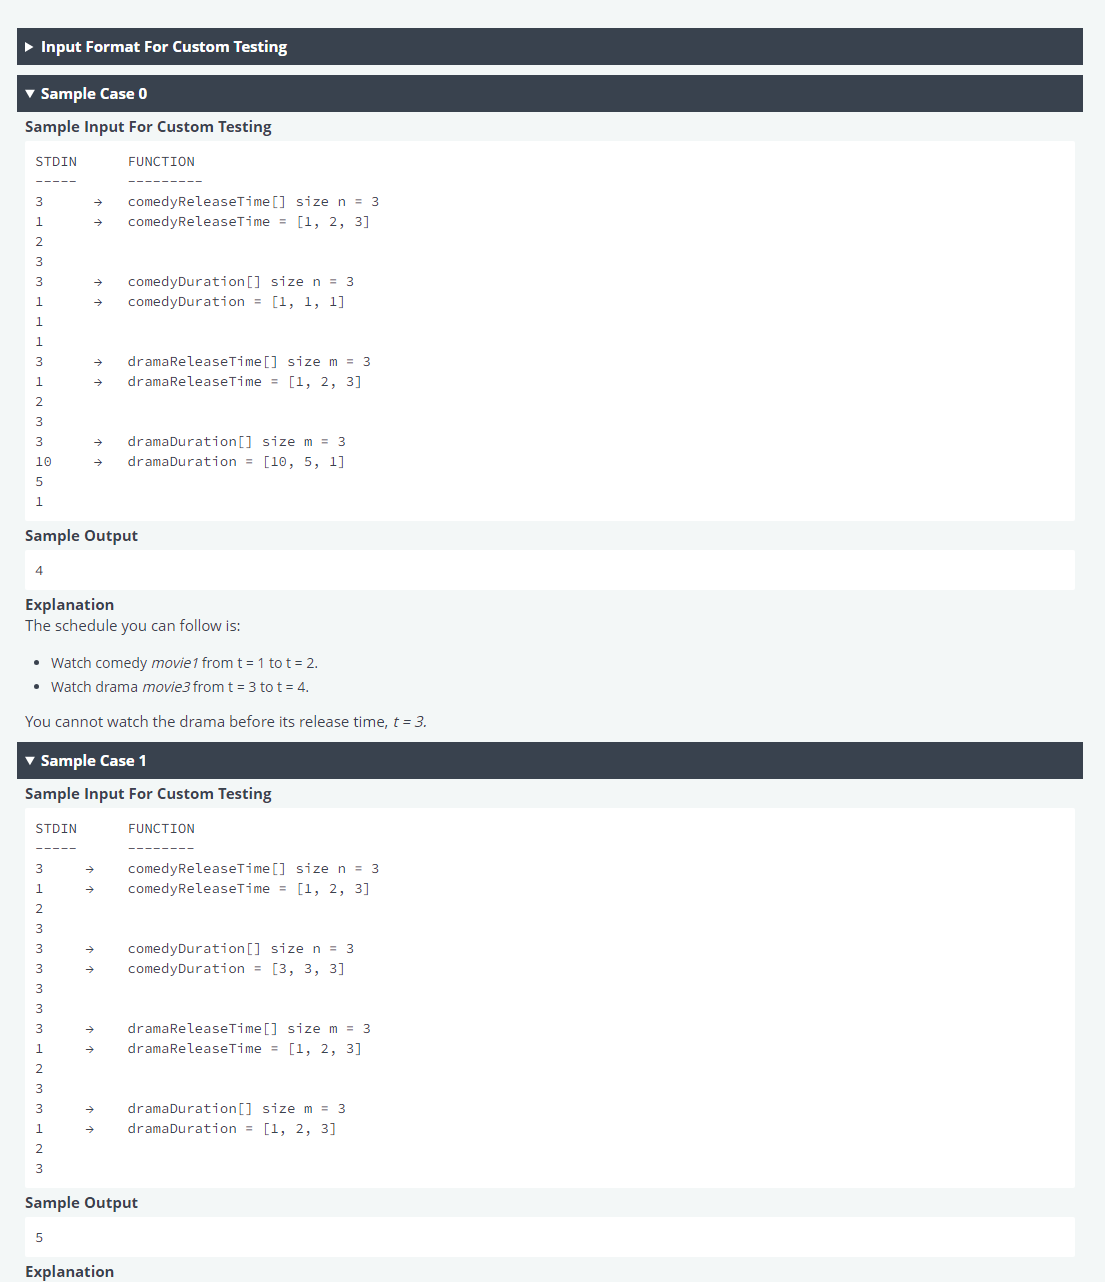 ▶ Input Format For Custom Testing
▼ Sample Case 0
Sample Input For Custom Testing
STDIN FUNCTION
----- ---------
3 → comedyReleaseTime[] size n = 3
1 → comedyReleaseTime = [1, 2, 3]
2
3
3 → comedyDuration[] size n = 3
1 → comedyDuration = [1, 1, 1]
1
1
3 → dramaReleaseTime[] size m = 3
1 → dramaReleaseTime = [1, 2, 3]
2
3
3 → dramaDuration[] size m = 3
10 → dramaDuration = [10, 5, 1]
5
1
Sample Output
4
Explanation
The schedule you can follow is:
• Watch comedy movie1 from t = 1 to t = 2.
• Watch drama movie3 from t = 3 to t = 4.
You cannot watch the drama before its release time, t = 3.
▼ Sample Case 1
Sample Input For Custom Testing
STDIN FUNCTION
----- --------
3 → comedyReleaseTime[] size n = 3
1 → comedyReleaseTime = [1, 2, 3]
2
3
3 → comedyDuration[] size n = 3
3 → comedyDuration = [3, 3, 3]
3
3
3 → dramaReleaseTime[] size m = 3
1 → dramaReleaseTime = [1, 2, 3]
2
3
3 → dramaDuration[] size m = 3
1 → dramaDuration = [1, 2, 3]
2
3
Sample Output
5
Explanation